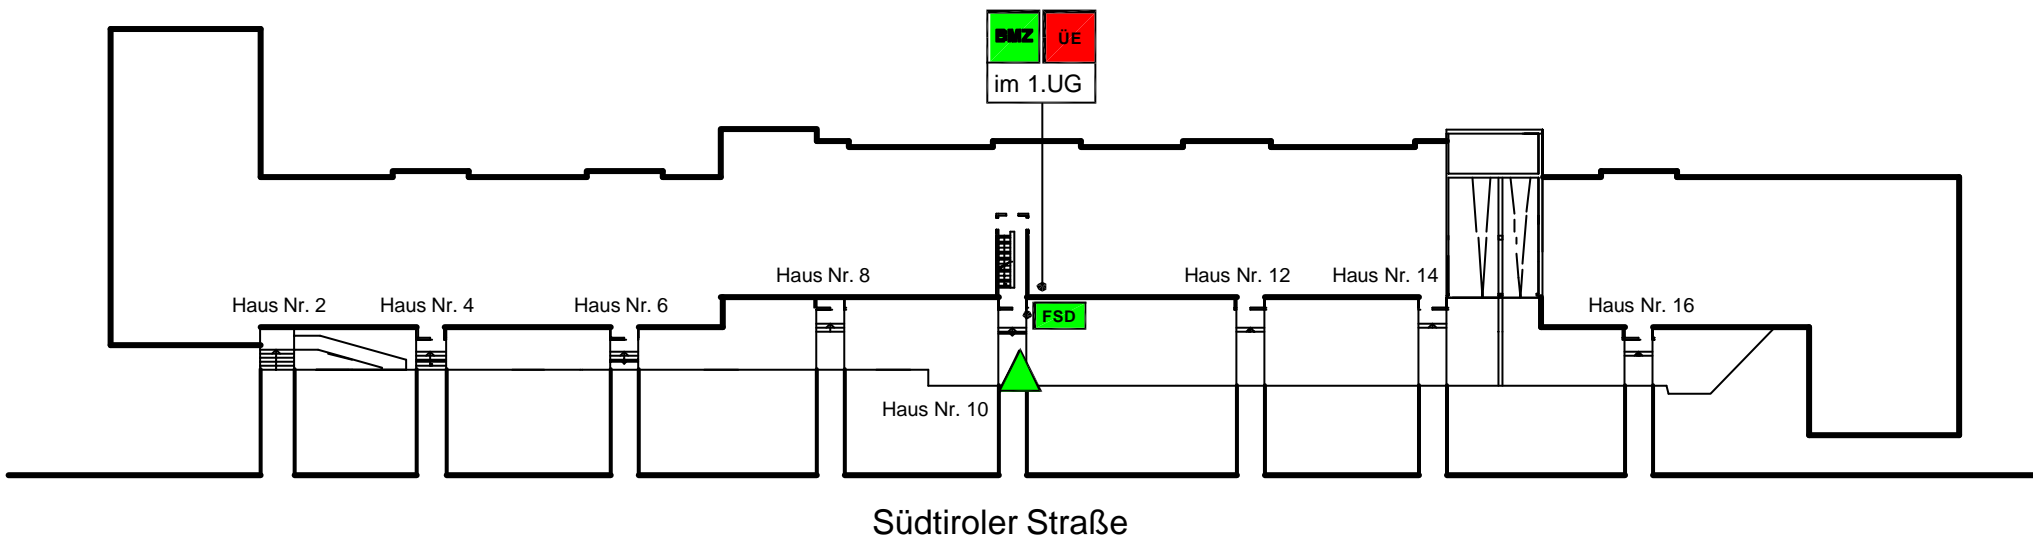 BMZ ÜE
im 1.UG
Haus Nr. 2
Haus Nr. 4
Haus Nr. 6
Haus Nr. 8
Haus Nr. 12
Haus Nr. 14
Haus Nr. 16
FSD
Haus Nr. 10
Südtiroler Straße